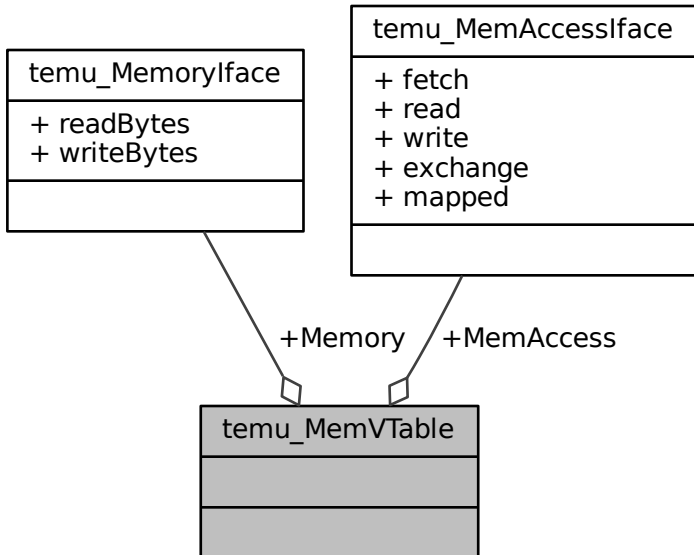 temu_MemoryIface
+ readBytes
+ writeBytes
temu_MemAccessIface
+ fetch
+ read
+ write
+ exchange
+ mapped
+Memory
+MemAccess
temu_MemVTable